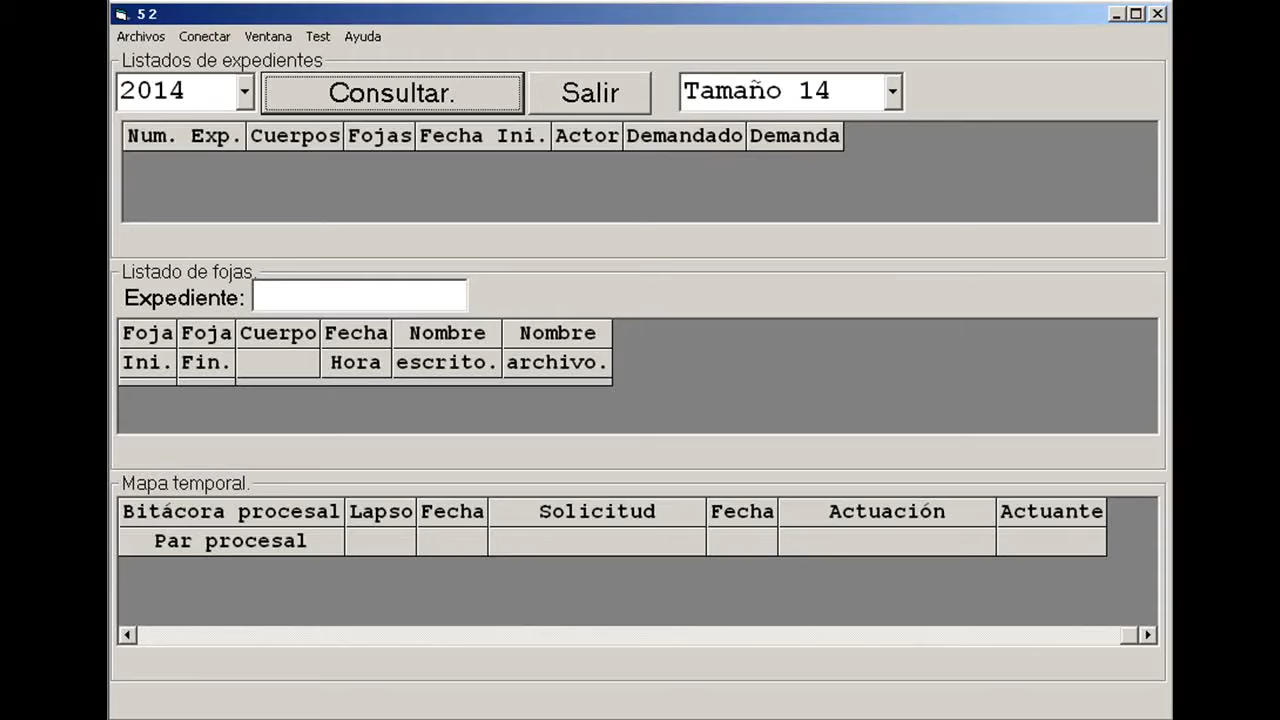 52
Archivos Conectar Ventana Test Ayuda
Listados de expedientes
2014 Consultar. Salir Tamaño 14
Num. Exp. Cuerpos Fojas Fecha Ini. Actor Demandado Demanda
Listado de fojas.
Expediente:
Foja Foja Cuerpo Fecha Nombre Nombre
Ini. Fin. Hora escrito. archivo.
Mapa temporal.
Bitácora procesal Lapso Fecha Solicitud Fecha Actuación Actuante
Par procesal